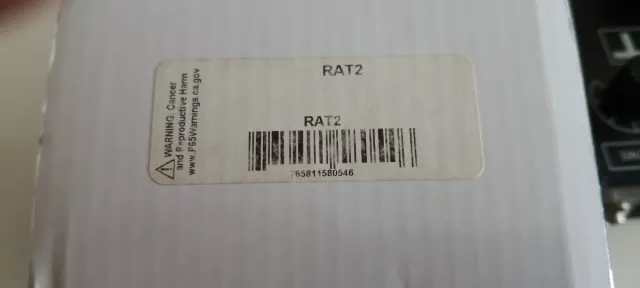 RAT2
RAT2
765811580546
WARNING: Cancer
and Reproductive Harm
www.P65Warnings.ca.gov